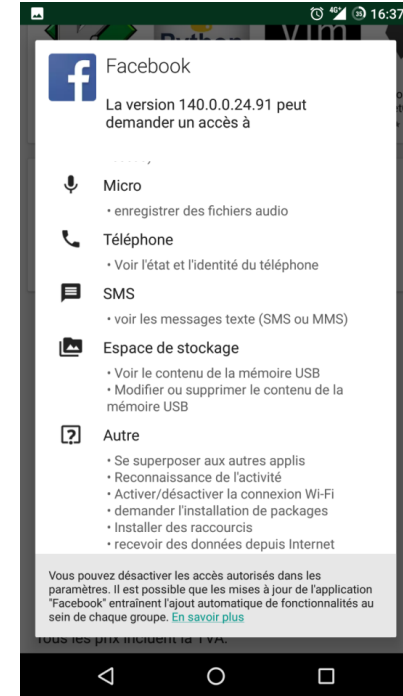 4G 35 16:37
Python
Vim
Facebook
La version 140.0.0.24.91 peut
demander un accès à
Micro
• enregistrer des fichiers audio
Téléphone
• Voir l'état et l'identité du téléphone
SMS
• voir les messages texte (SMS ou MMS)
Espace de stockage
• Voir le contenu de la mémoire USB
• Modifier ou supprimer le contenu de la
mémoire USB
Autre
• Se superposer aux autres applis
• Reconnaissance de l'activité
• Activer/désactiver la connexion Wi-Fi
• demander l'installation de packages
• Installer des raccourcis
• recevoir des données depuis Internet
Vous pouvez désactiver les accès autorisés dans les
paramètres. Il est possible que les mises à jour de l'application
"Facebook" entraînent l'ajout automatique de fonctionnalités au
sein de chaque groupe. En savoir plus
Tous les prix incluent la TVA.